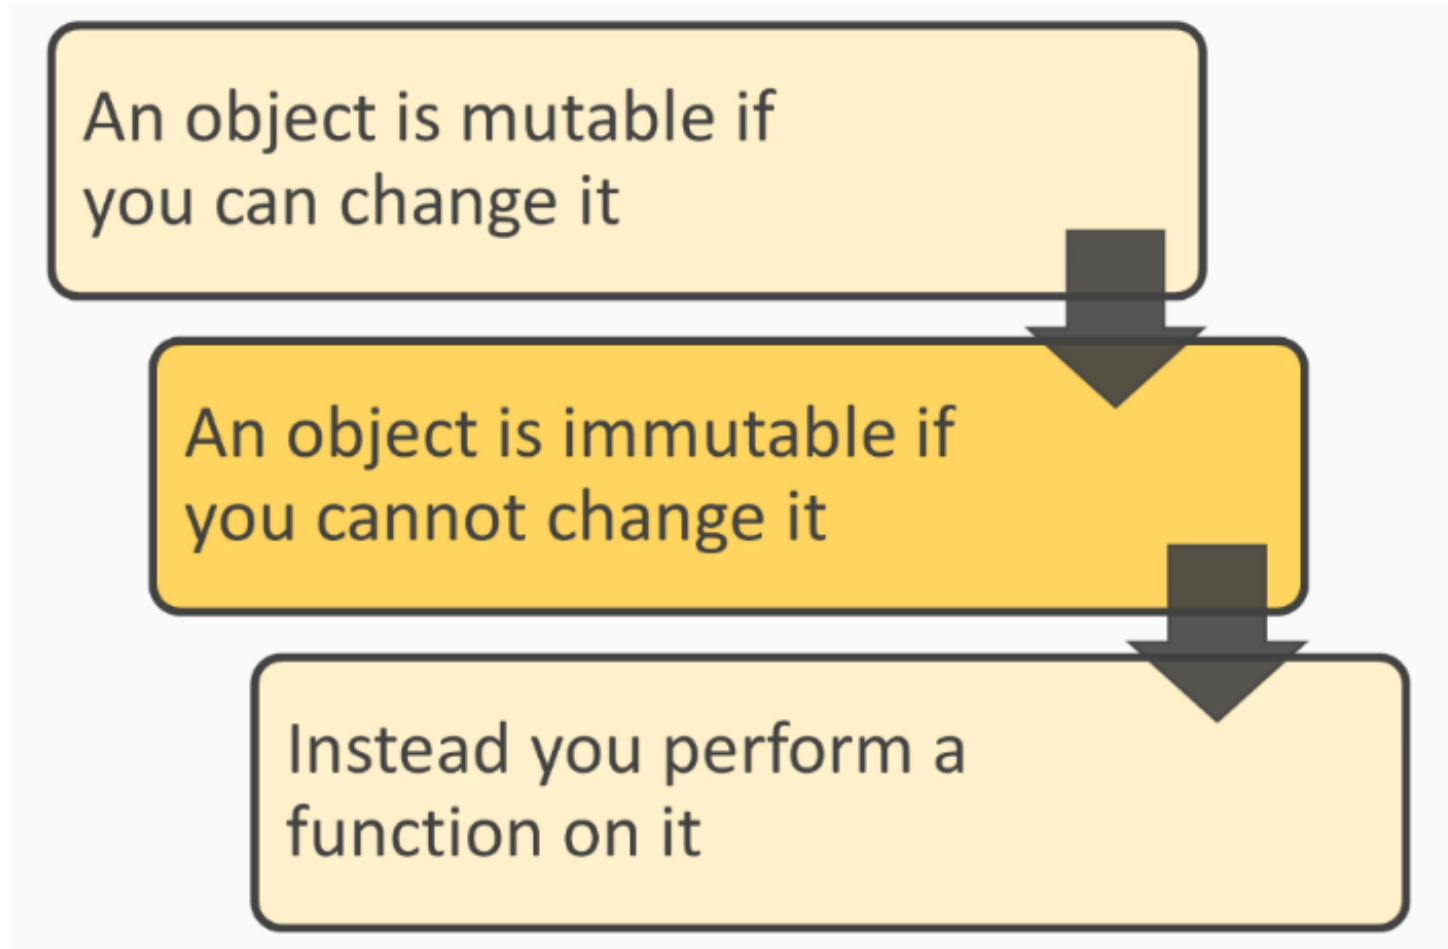 An object is mutable if
you can change it
An object is immutable if
you cannot change it
Instead you perform a
function on it